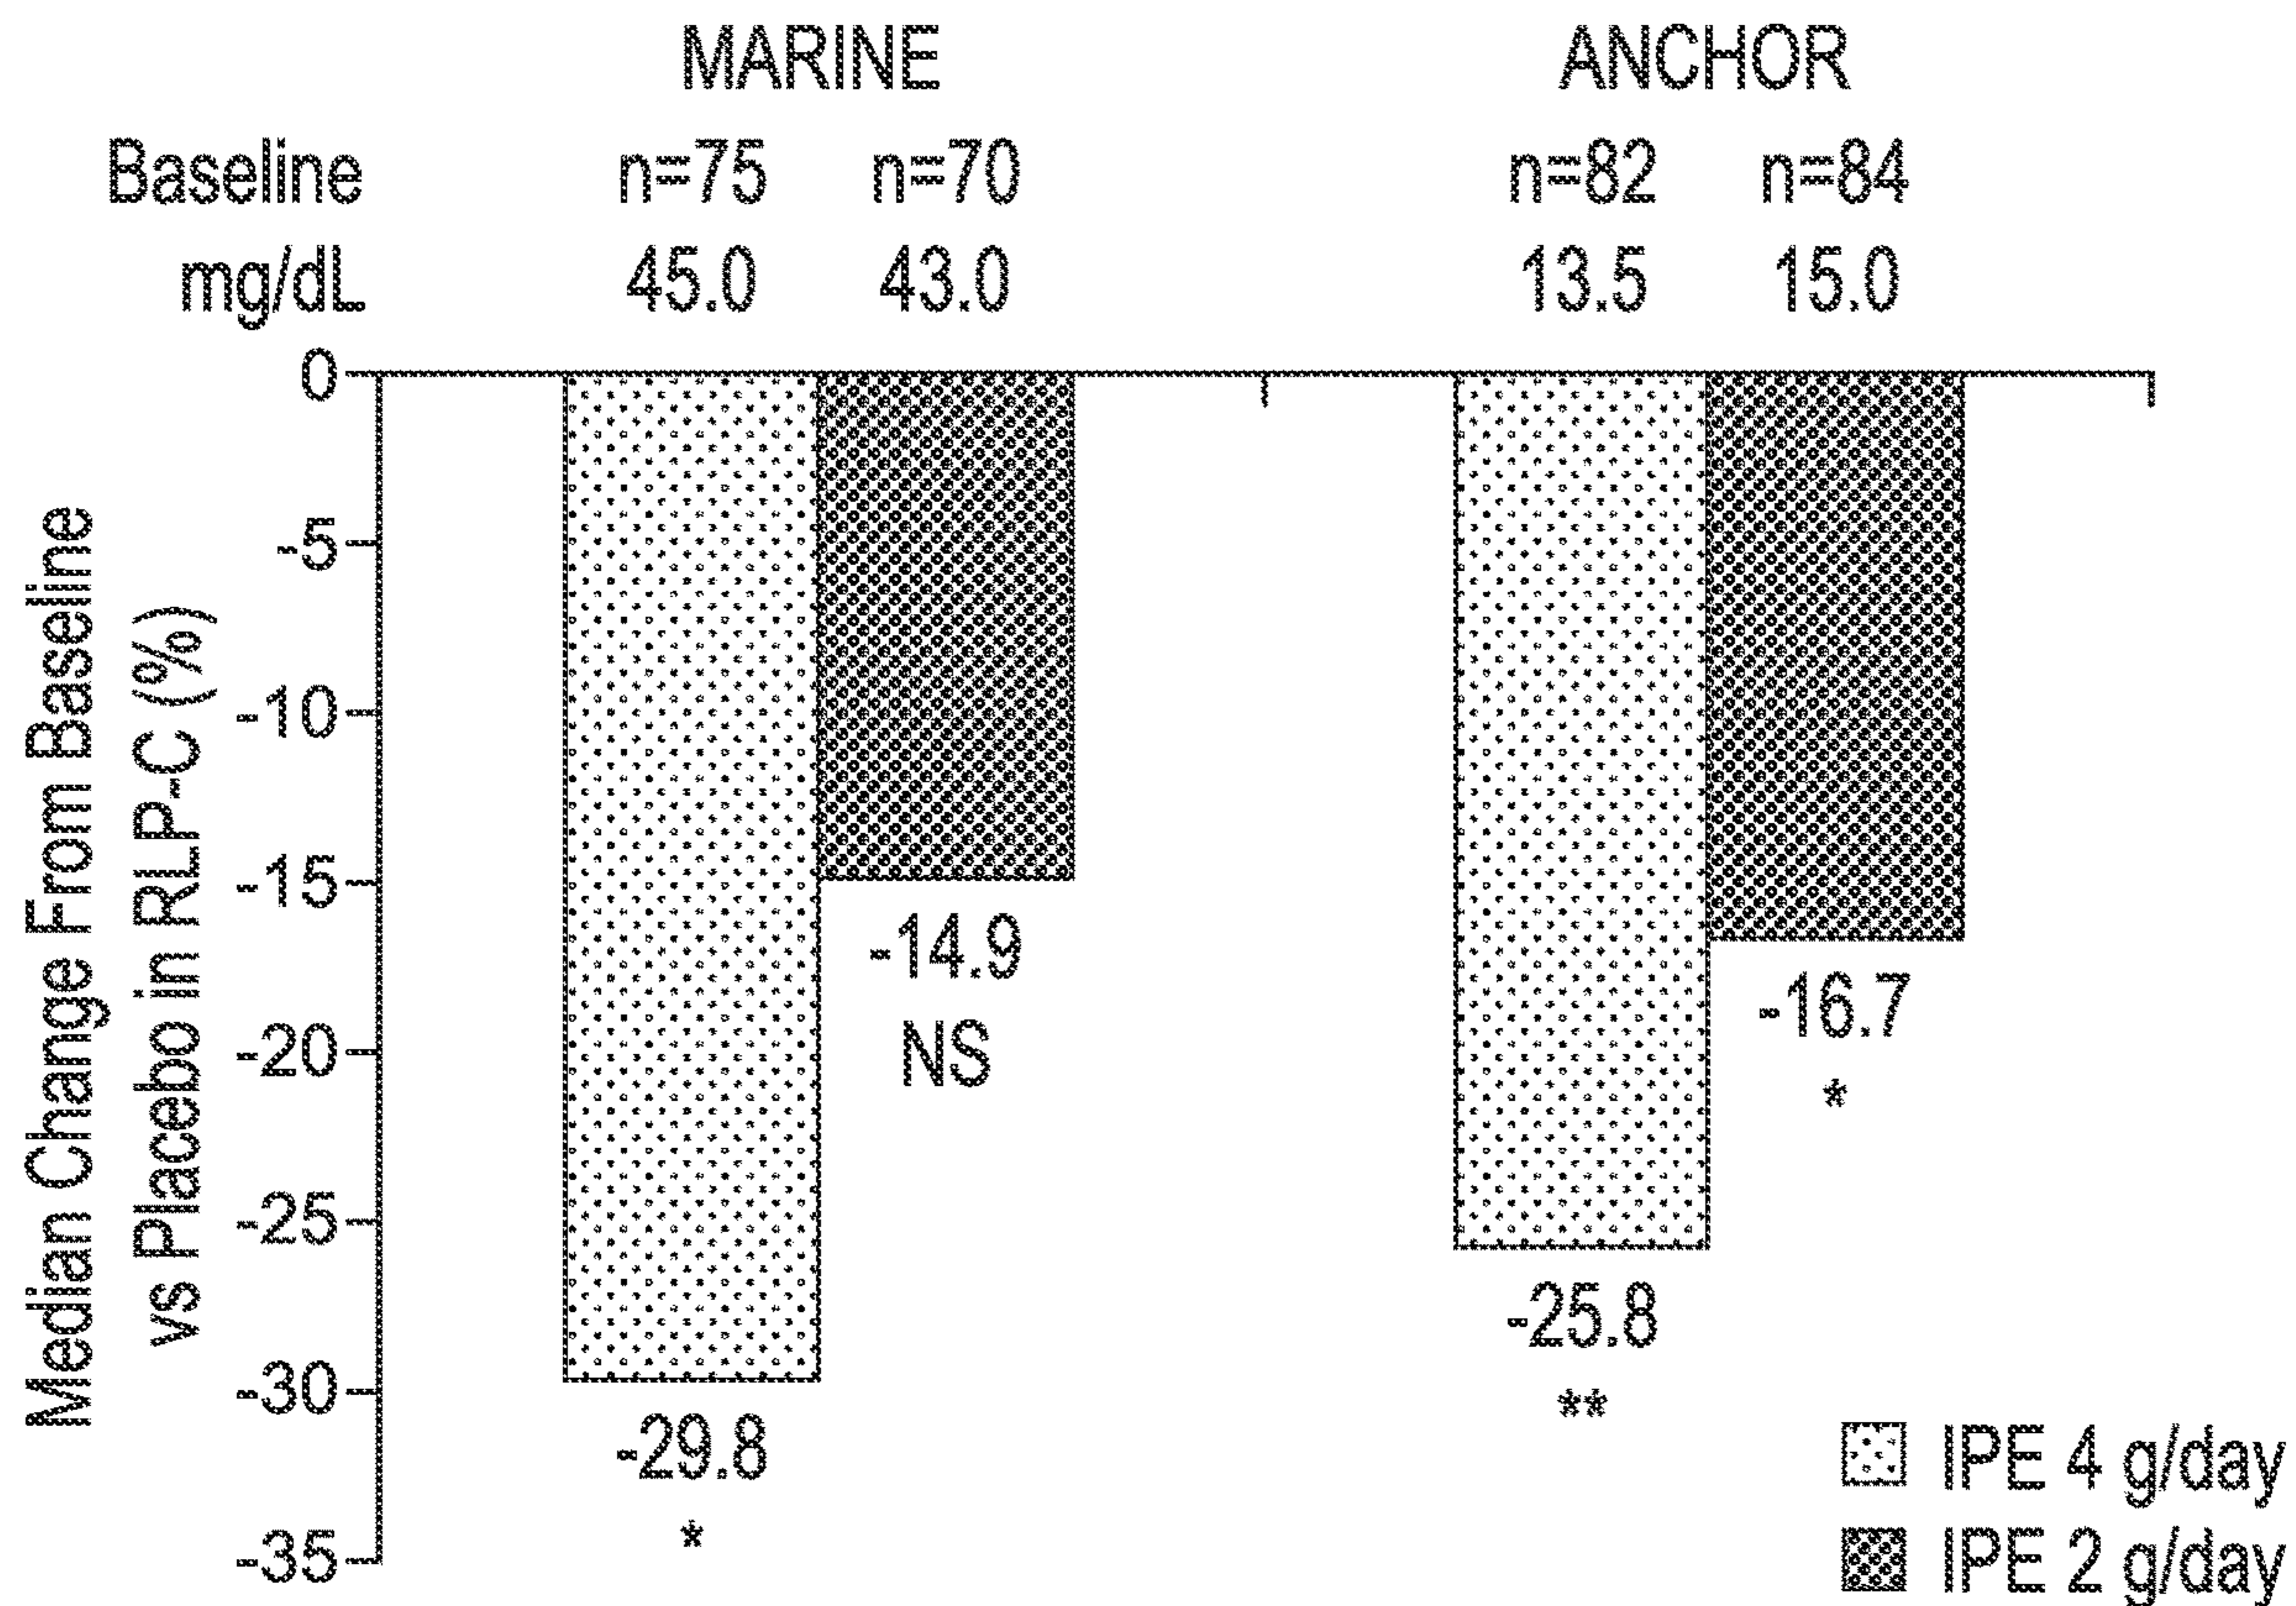 MARINE ANCHOR
Baseline n=75 n=70 n=82 n=84
mg/dL 45.0 43.0 13.5 15.0
Median Change From Baseline
vs Placebo in RLP-C (%)
0
-5
-10
-15
-20
-25
-30
-35
-29.8
*
-14.9
NS
-25.8
**
-16.7
*
IPE 4 g/day
IPE 2 g/day